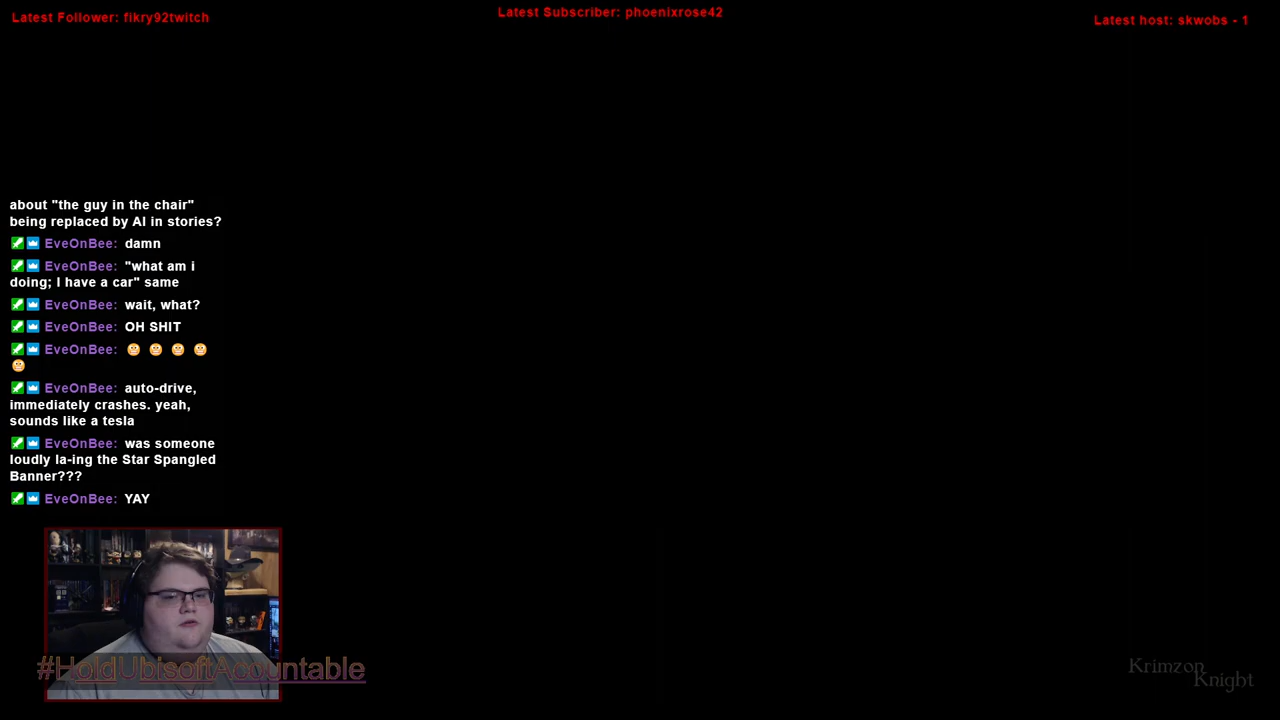 Latest Follower: fikry92twitch
Latest Subscriber: phoenixrose42
Latest host: skwobs - 1
about "the guy in the chair"
being replaced by AI in stories?
EveOnBee: damn
EveOnBee: "what am i
doing; I have a car" same
EveOnBee: wait, what?
EveOnBee: OH SHIT
EveOnBee:
EveOnBee: auto-drive,
immediately crashes. yeah,
sounds like a tesla
EveOnBee: was someone
loudly la-ing the Star Spangled
Banner???
EveOnBee: YAY
#HoldUbisoftAccountable
Krimzon
Knight